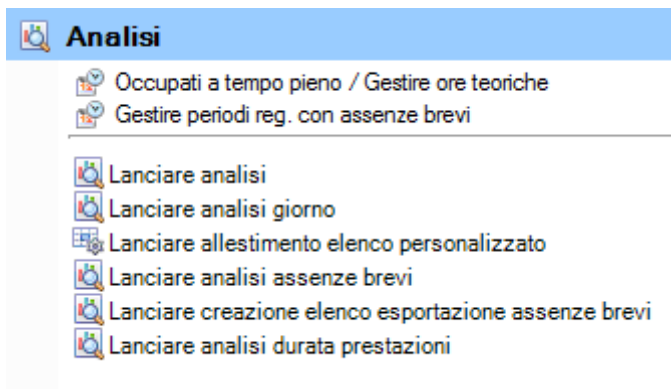 Analisi
Occupati a tempo pieno / Gestire ore teoriche
Gestire periodi reg. con assenze brevi
Lanciare analisi
Lanciare analisi giorno
Lanciare allestimento elenco personalizzato
Lanciare analisi assenze brevi
Lanciare creazione elenco esportazione assenze brevi
Lanciare analisi durata prestazioni